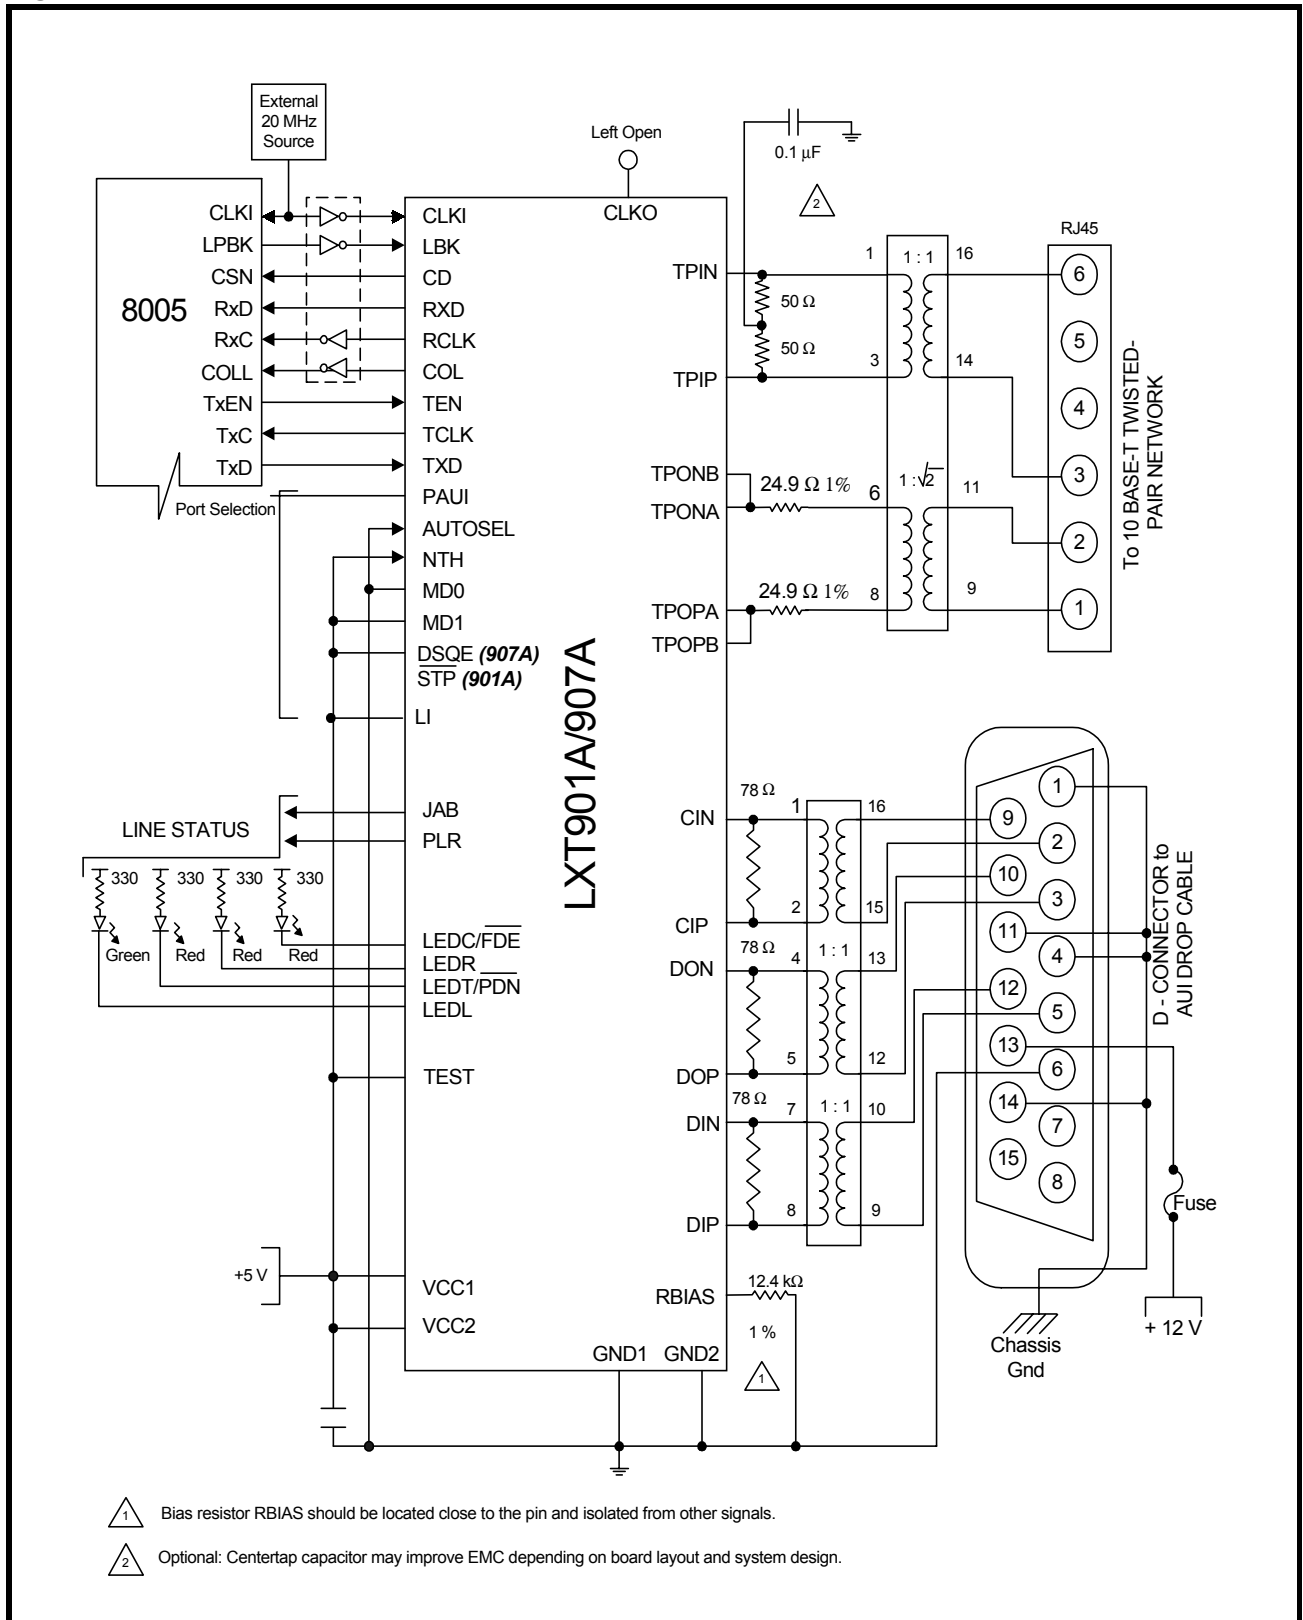 External
20 MHz
Source
Left Open
0.1 μF
2
CLKI
LPBK
CSN
RxD
RxC
COLL
TxEN
TxC
TxD
8005
Port Selection
CLKI
LBK
CD
RXD
RCLK
COL
TEN
TCLK
TXD
PAUI
AUTOSEL
NTH
MD0
MD1
DSQE (907A)
STP (901A)
LI
JAB
PLR
LEDC/FDE
LEDR
LEDT/PDN
LEDL
TEST
VCC1
VCC2
CLKO
LXT901A/907A
GND1 GND2
TPIN
TPIP
TPONB
TPONA
TPOPA
TPOPB
CIN
CIP
DON
DOP
DIN
DIP
RBIAS
50 Ω
50 Ω
24.9 Ω 1%
24.9 Ω 1%
1 1 : 1 16
3 14
6 1 : √2 11
8 9
RJ45
6
5
4
3
2
1
To 10 BASE-T TWISTED-
PAIR NETWORK
LINE STATUS
330 330 330 330
Green Red Red Red
+5 V
78 Ω
1 16
2 15
78 Ω
4 1 : 1 13
5 12
78 Ω
7 1 : 1 10
8 9
12.4 kΩ
1 %
1
1
9
2
10
3
11
4
12
5
13
6
14
7
15
8
D - CONNECTOR to
AUI DROP CABLE
Fuse
+ 12 V
Chassis
Gnd
1 Bias resistor RBIAS should be located close to the pin and isolated from other signals.
2 Optional: Centertap capacitor may improve EMC depending on board layout and system design.